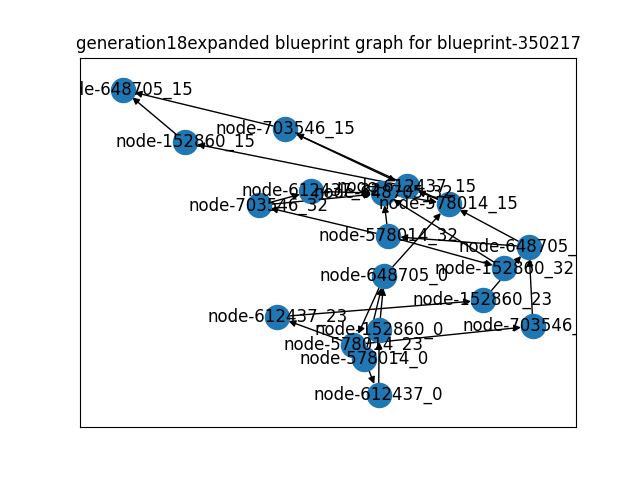 generation18expanded blueprint graph for blueprint-350217
le-648705_15
node-703546_15
node-152860_15
node-612437_15
node-612437_32
node-648705_32
node-703546_32
node-578014_15
node-578014_32
node-648705_
node-152860_32
node-648705_0
node-152860_23
node-612437_23
node-703546_
node-152860_0
node-578014_23
node-578014_0
node-612437_0